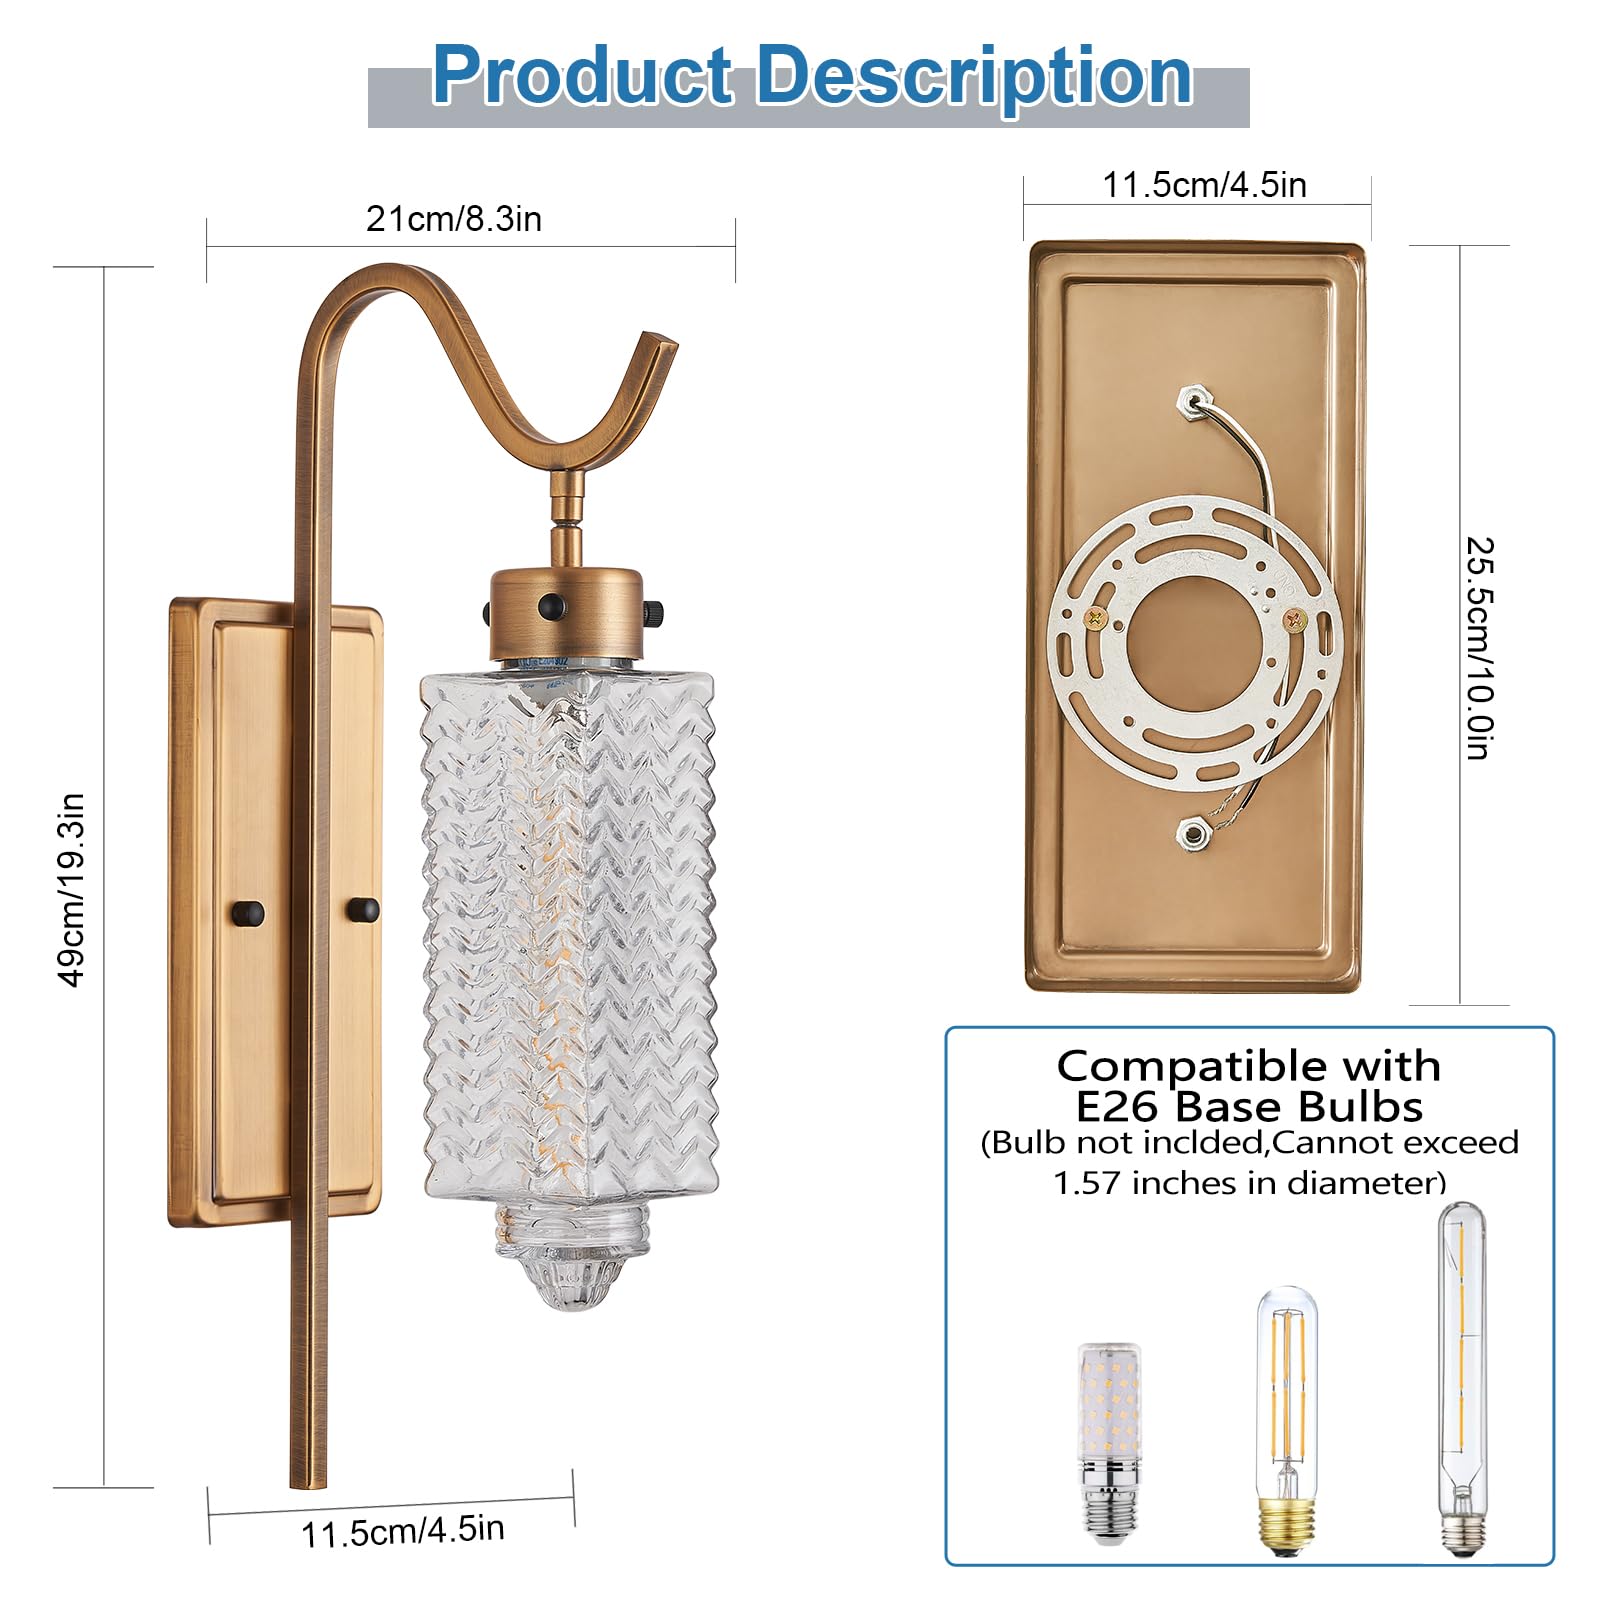 Product Description
21cm/8.3in
11.5cm/4.5in
49cm/19.3in
25.5cm/10.0in
11.5cm/4.5in
Compatible with
E26 Base Bulbs
(Bulb not inclded,Cannot exceed
1.57 inches in diameter)